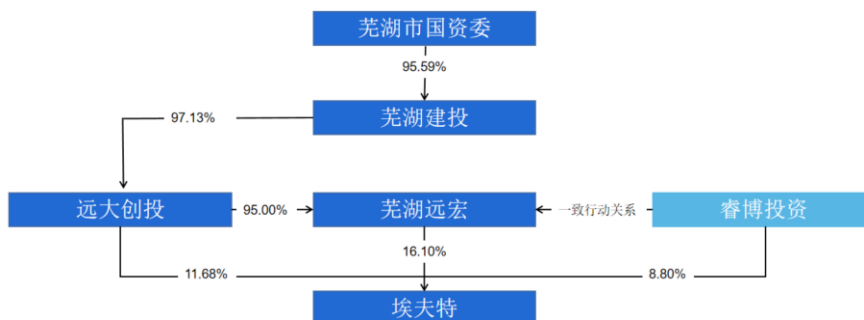 芜湖市国资委
95.59%
芜湖建投
97.13%
远大创投
95.00%
芜湖远宏
一致行动关系
睿博投资
16.10%
11.68%
8.80%
埃夫特